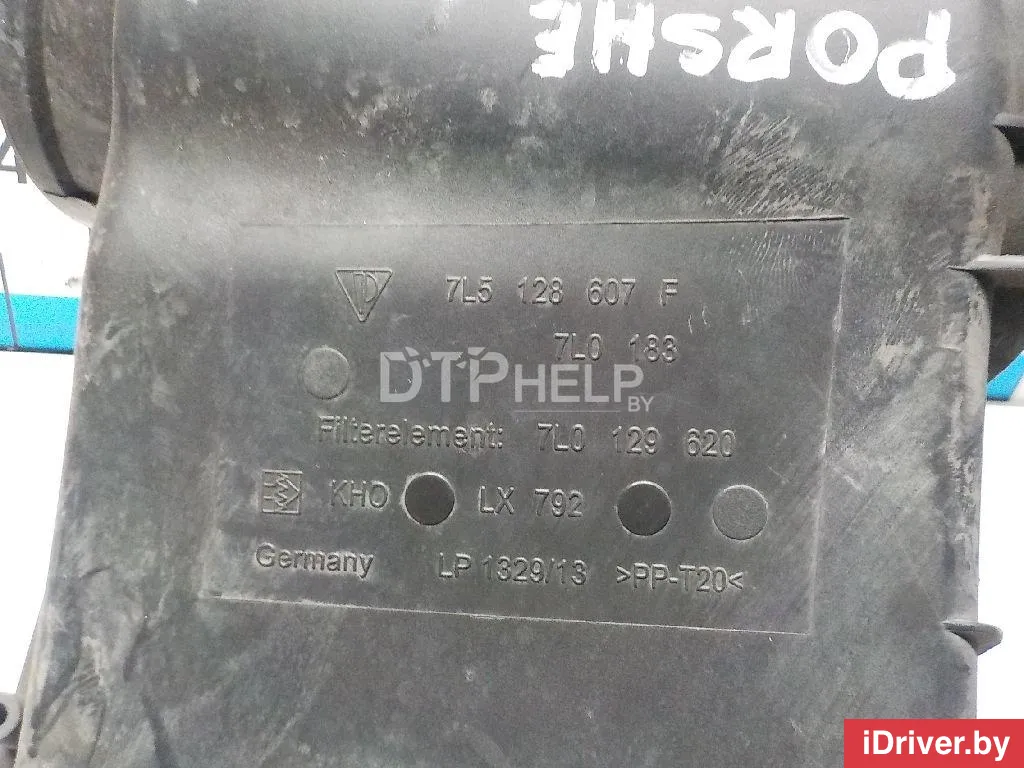 PORSHE
7L5 128 607 F
7L0 183
DTPHELP
.BY
Filterelement: 7L0 129 620
KHO LX 792
Germany LP 1329/13 >PP-T20<
iDriver.by